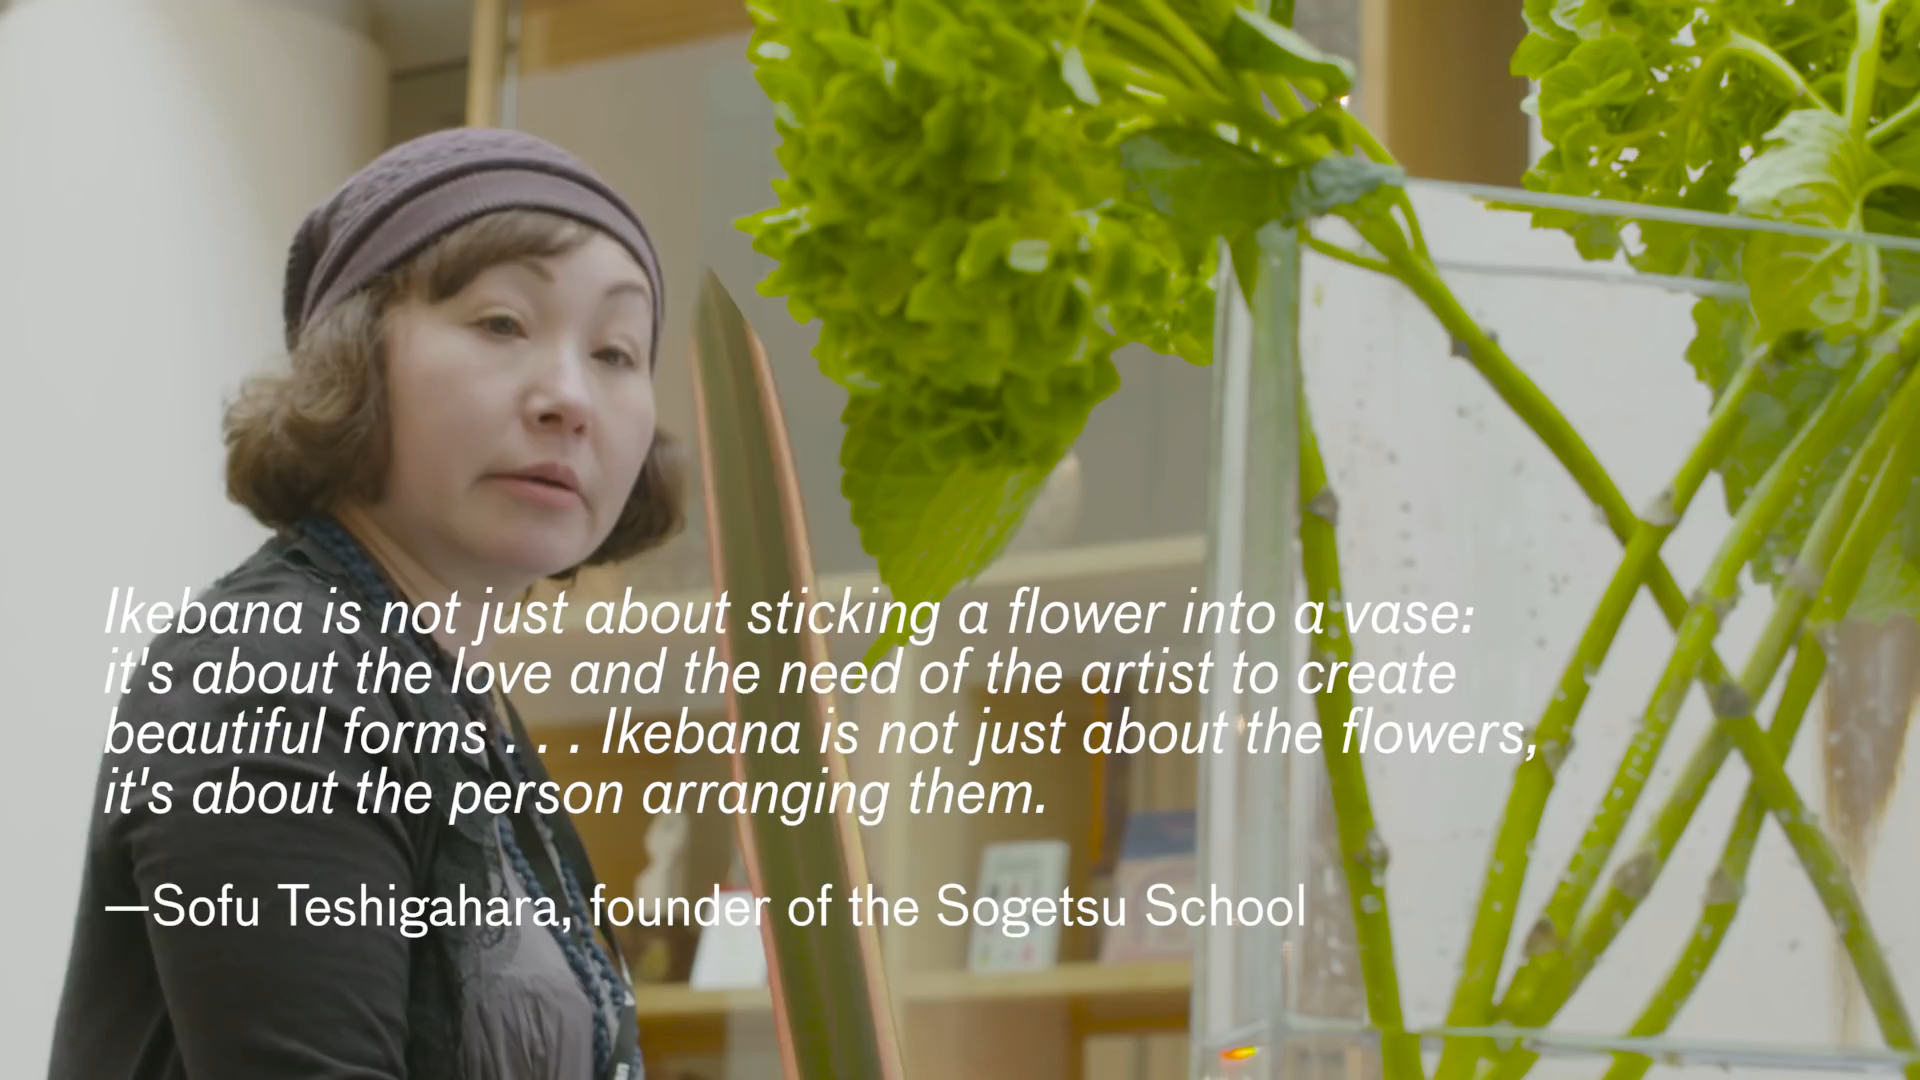 Ikebana is not just about sticking a flower into a vase:
it's about the love and the need of the artist to create
beautiful forms . . . Ikebana is not just about the flowers,
it's about the person arranging them.
—Sofu Teshigahara, founder of the Sogetsu School